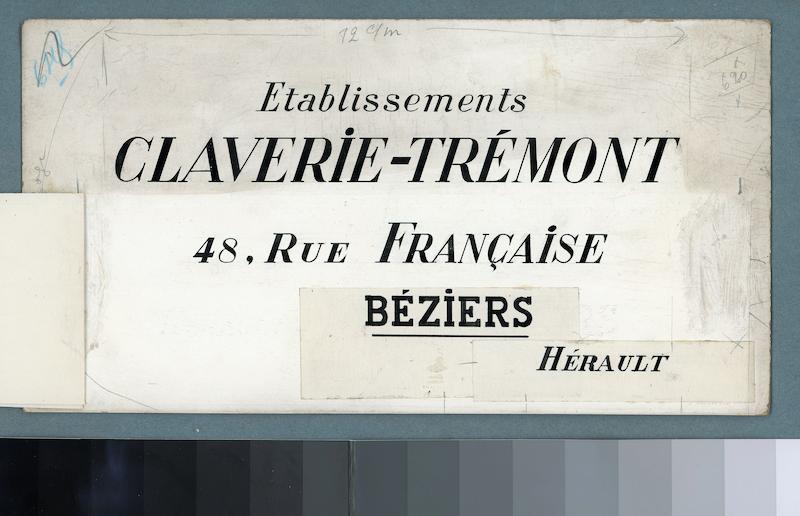 12 c/m
Etablissements
CLAVERiE-TRÉMONT
48, RUE FRANÇAiSE
BÉZiERS
HÉRAULT